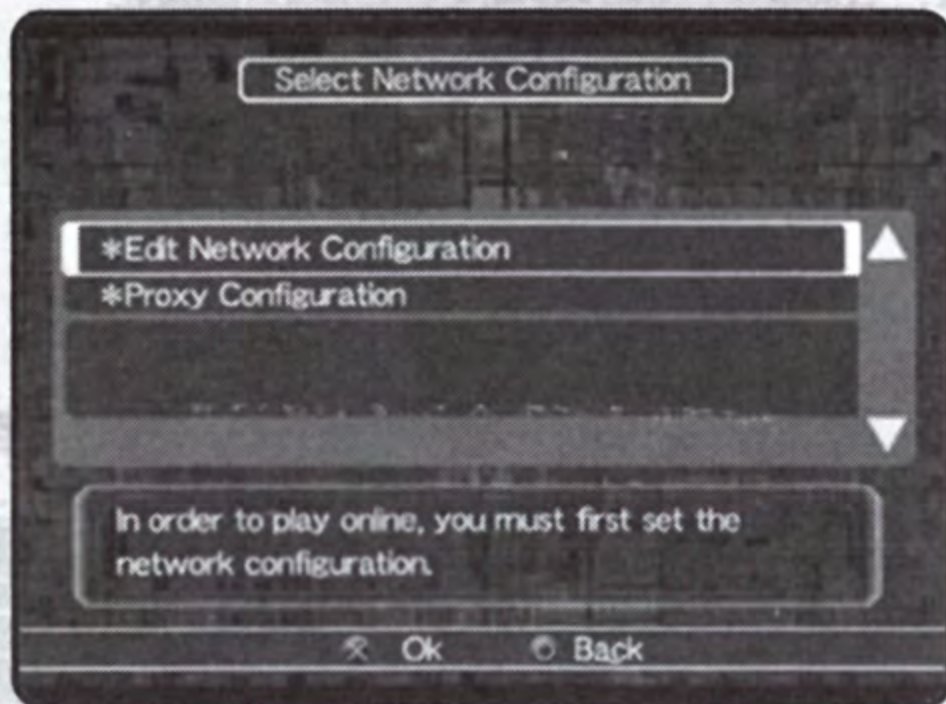 Select Network Configuration
*Edit Network Configuration
*Proxy Configuration
In order to play online, you must first set the
network configuration.
Ok Back